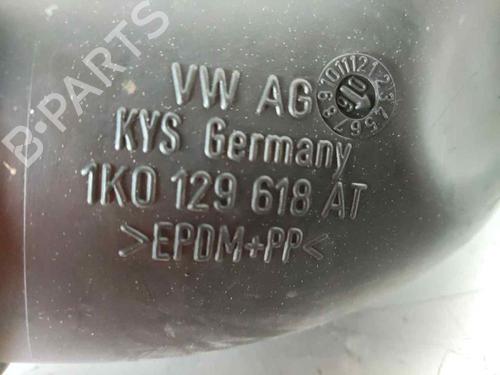 B-PARTS
VW AG
KYS Germany
1K0 129 618 AT
>EPDM+PP<